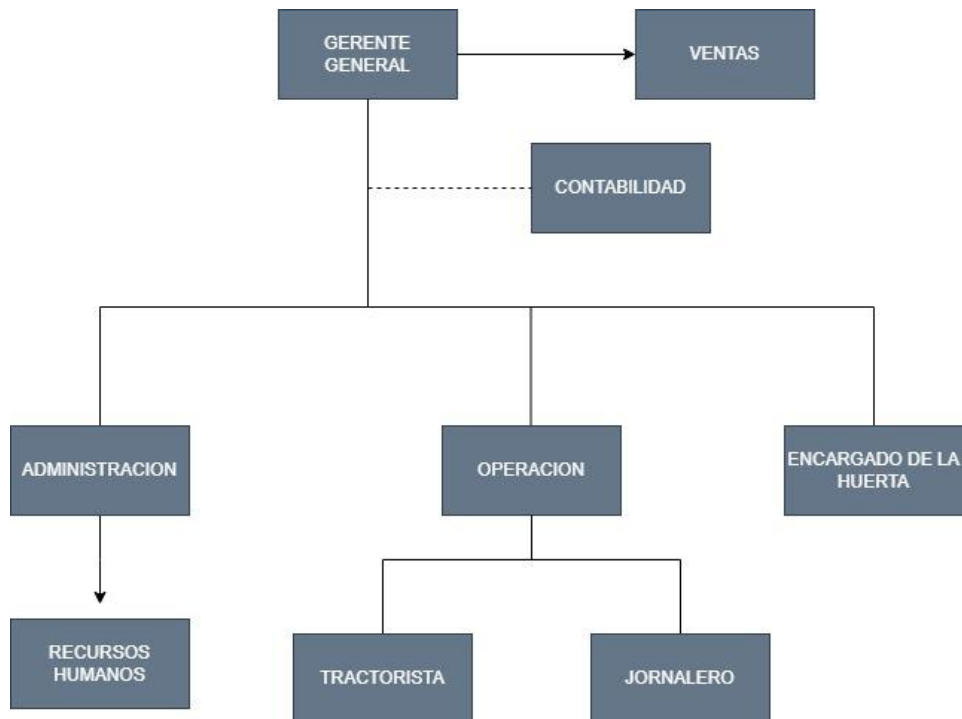 GERENTE
GENERAL
VENTAS
CONTABILIDAD
ADMINISTRACION
OPERACION
ENCARGADO DE LA
HUERTA
RECURSOS
HUMANOS
TRACTORISTA
JORNALERO